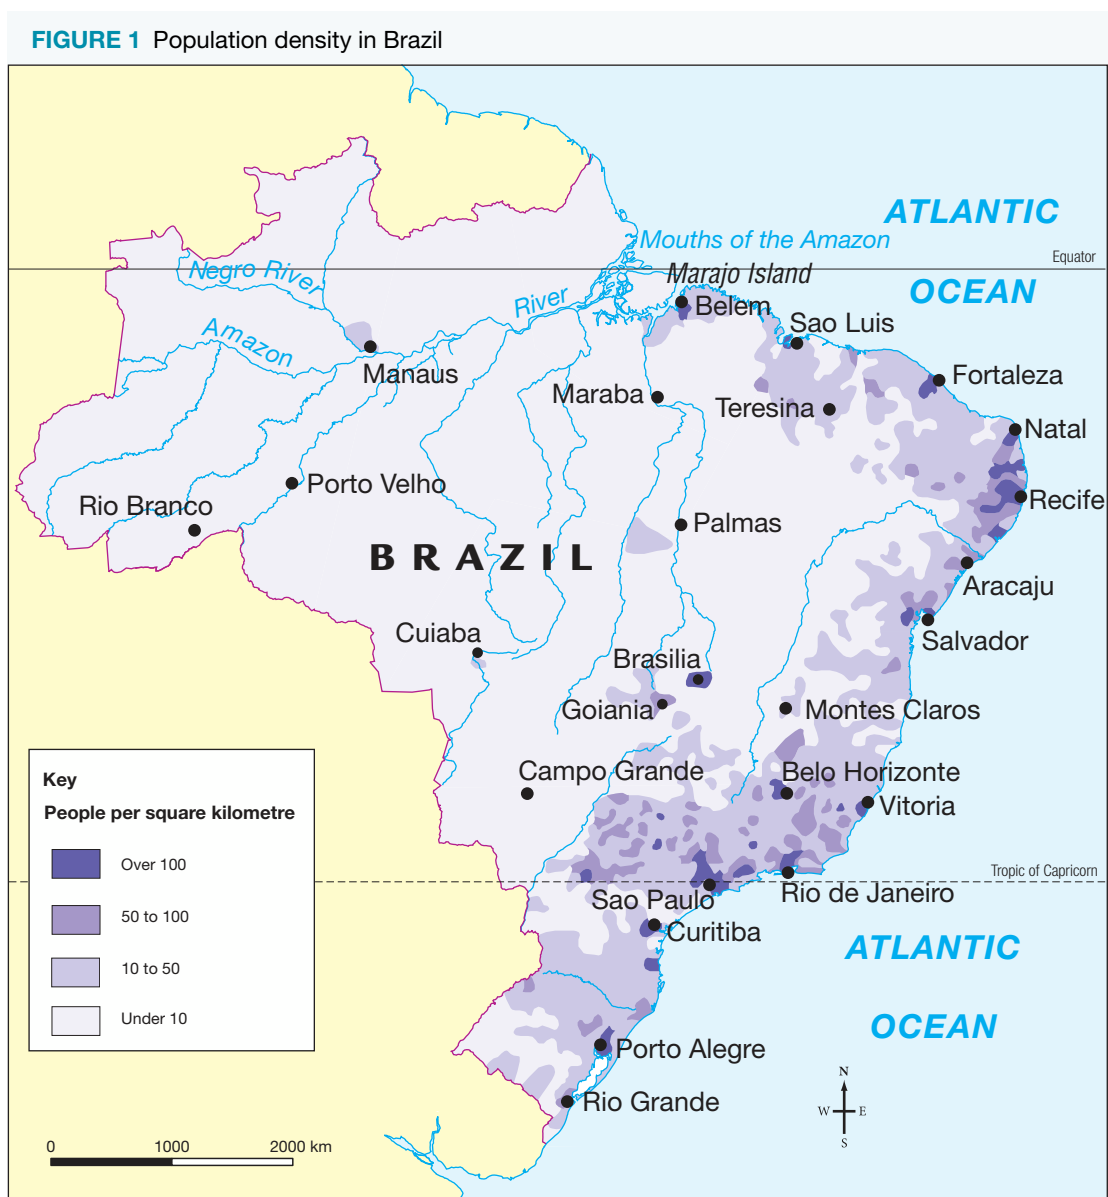 FIGURE 1 Population density in Brazil
ATLANTIC
Mouths of the Amazon
Equator
Negro River
Marajo Island
OCEAN
River
Belem
Sao Luis
Amazon
Manaus
Fortaleza
Maraba
Teresina
Natal
Porto Velho
Rio Branco
Recife
Palmas
BRAZIL
Aracaju
Cuiaba
Salvador
Brasilia
Goiania
Montes Claros
Campo Grande
Belo Horizonte
Vitoria
Key
People per square kilometre
Over 100
50 to 100
10 to 50
Under 10
Tropic of Capricorn
Rio de Janeiro
Sao Paulo
Curitiba
ATLANTIC
OCEAN
Porto Alegre
Rio Grande
N
W E
S
0 1000 2000 km